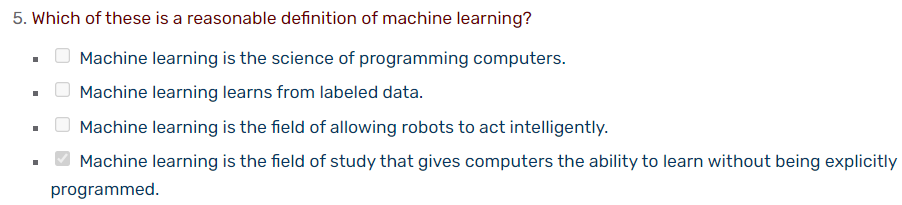 5. Which of these is a reasonable definition of machine learning?
Machine learning is the science of programming computers.
Machine learning learns from labeled data.
Machine learning is the field of allowing robots to act intelligently.
Machine learning is the field of study that gives computers the ability to learn without being explicitly
programmed.